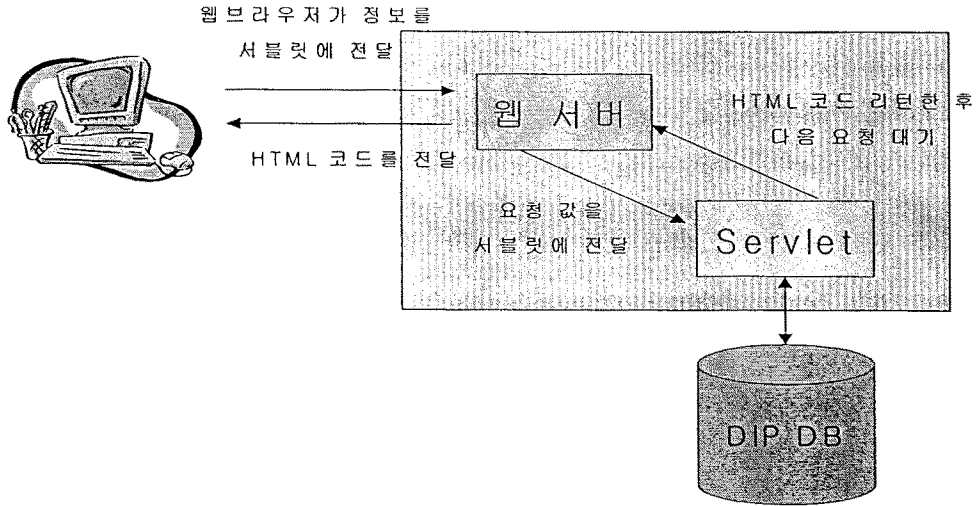 웹브라우저가 정보를
서블릿에 전달
HTML 코드를 전달
웹 서버
HTML 코드 리턴한 후
다음 요청 대기
요청 값을
서블릿에 전달
Servlet
DIP DB